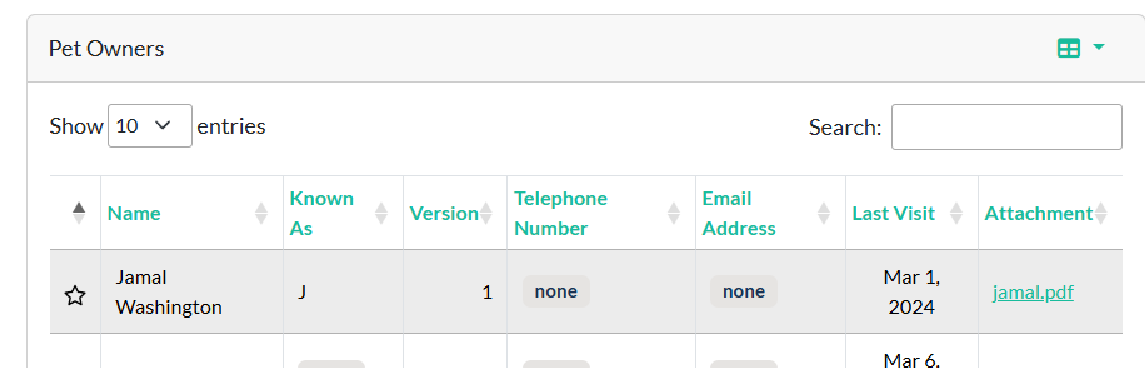 Pet Owners
Show 10 entries
Search:
Name
Known As
Version
Telephone Number
Email Address
Last Visit
Attachment
Jamal Washington
J
1
none
none
Mar 1, 2024
jamal.pdf
Mar 6,